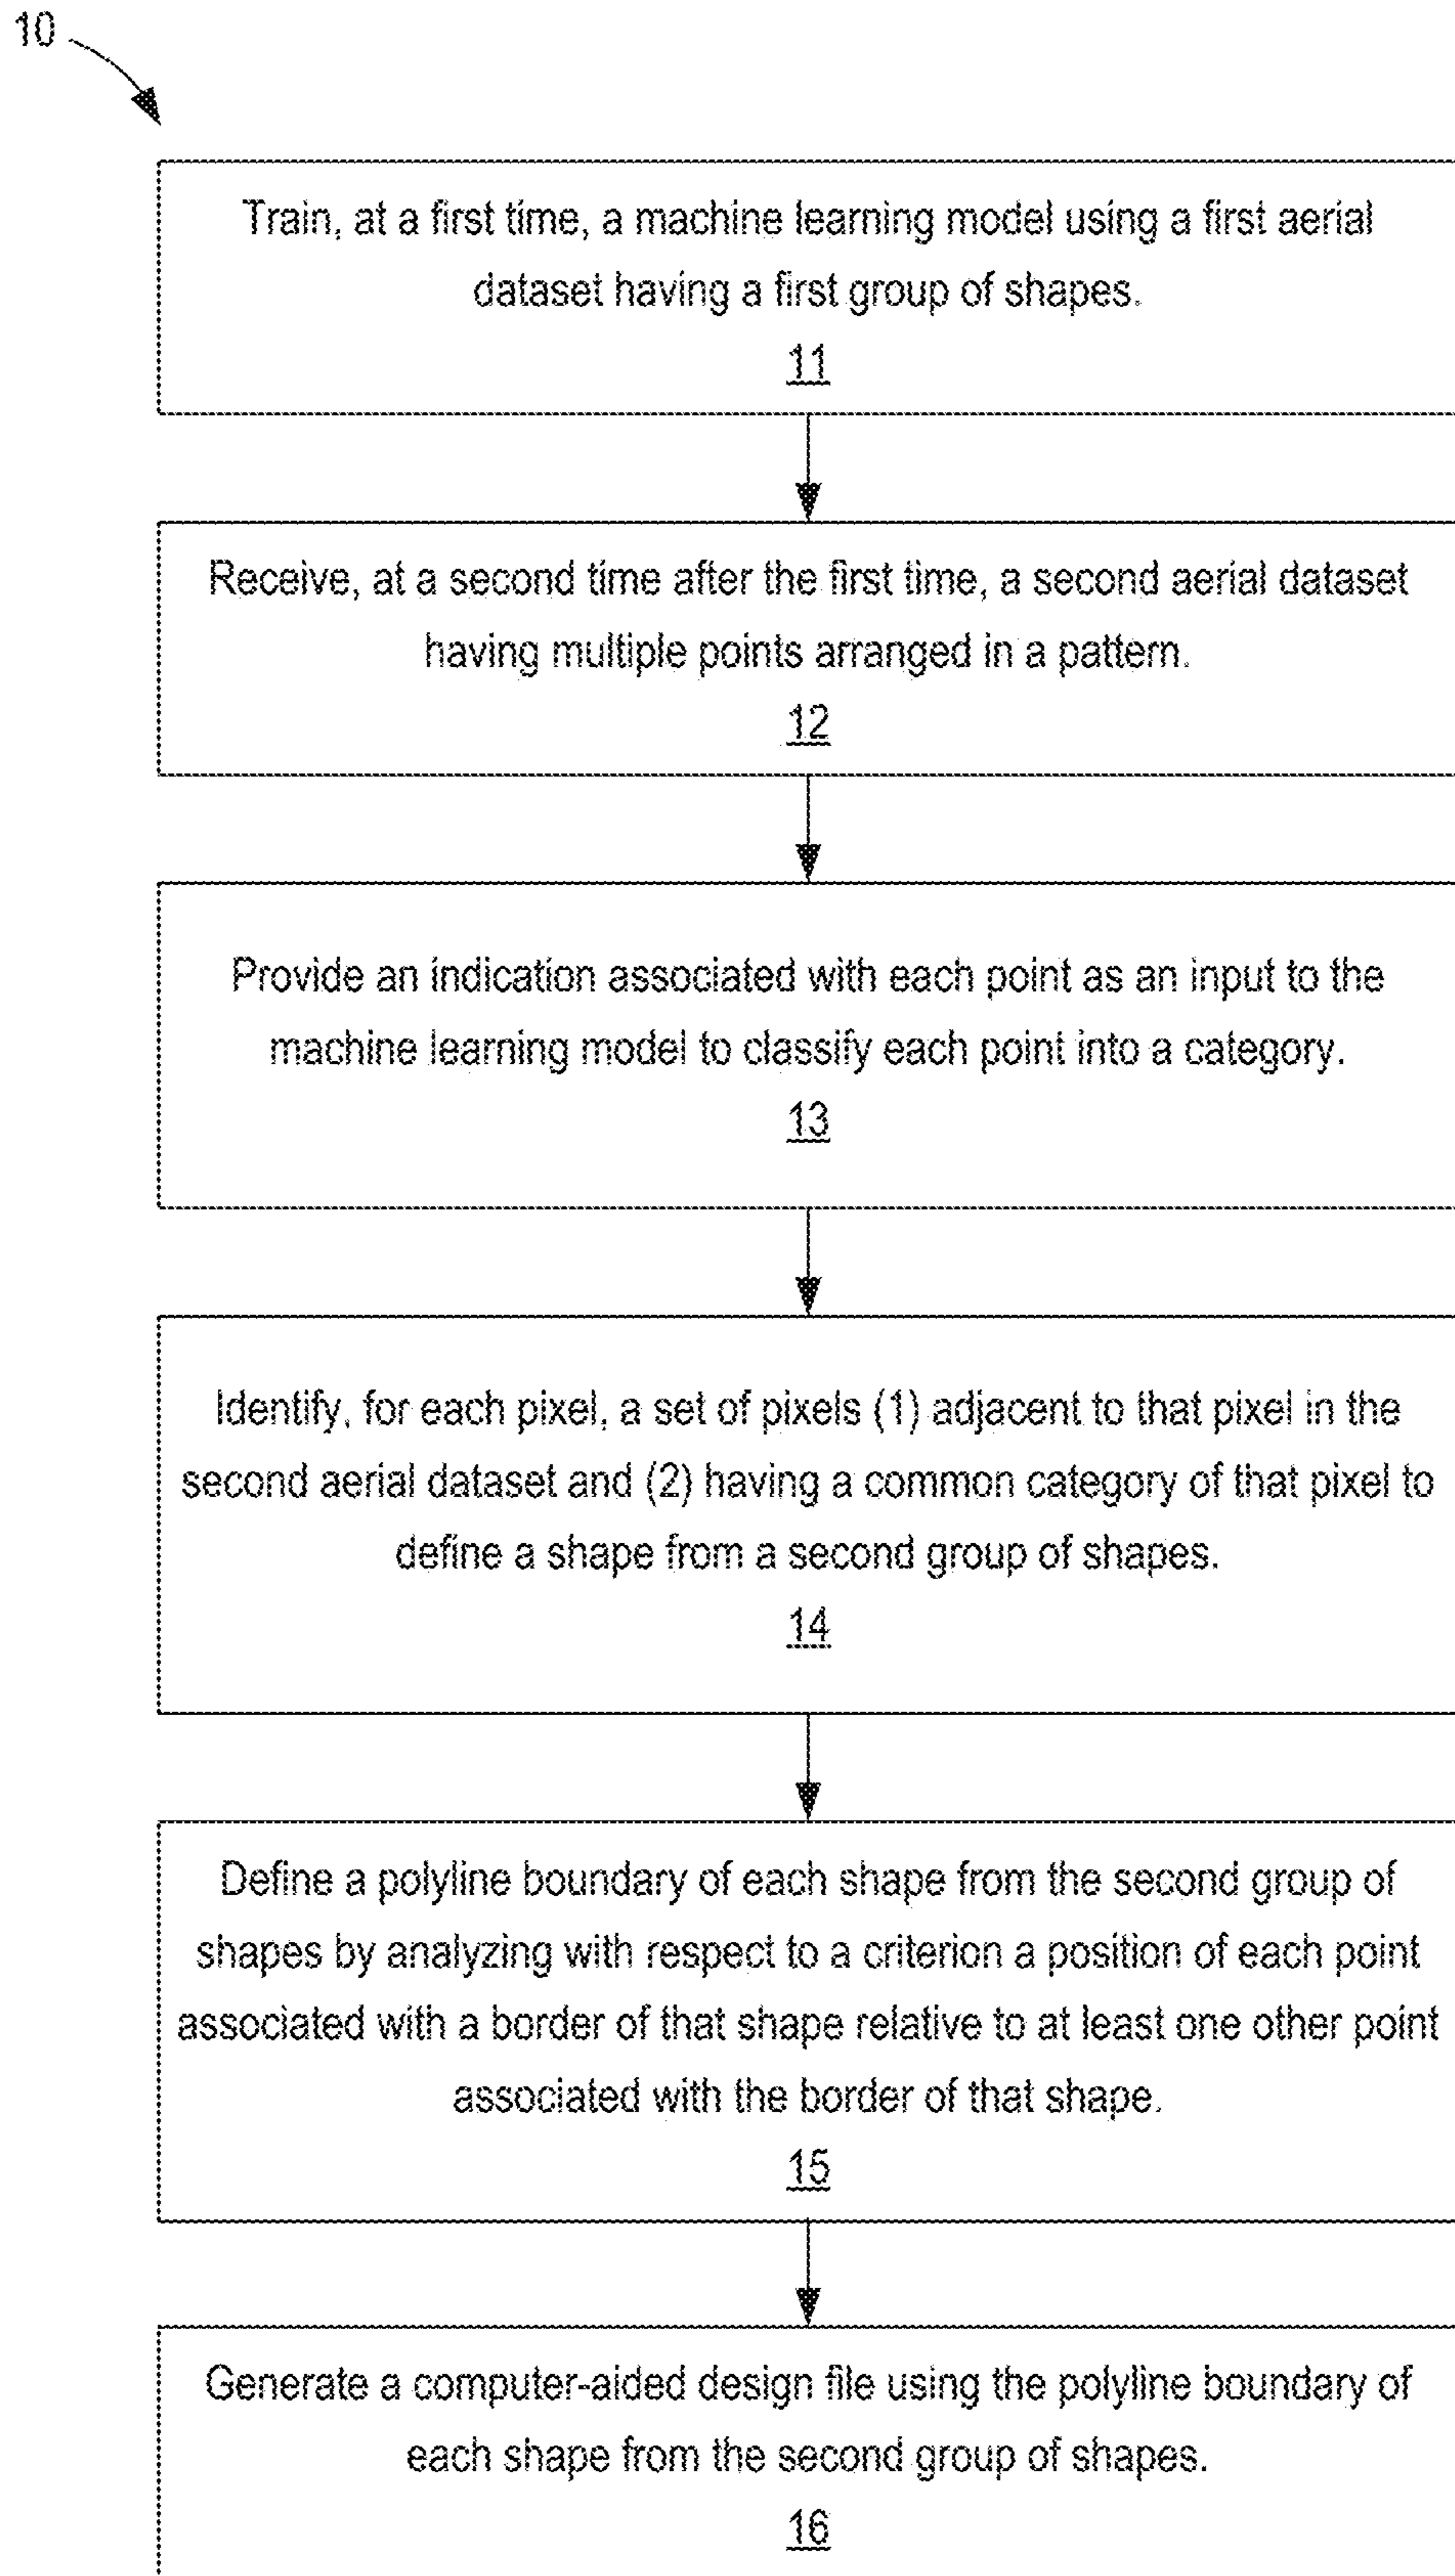 10
Train, at a first time, a machine learning model using a first aerial
dataset having a first group of shapes.
11
Receive, at a second time after the first time, a second aerial dataset
having multiple points arranged in a pattern.
12
Provide an indication associated with each point as an input to the
machine learning model to classify each point into a category.
13
Identify, for each pixel, a set of pixels (1) adjacent to that pixel in the
second aerial dataset and (2) having a common category of that pixel to
define a shape from a second group of shapes.
14
Define a polyline boundary of each shape from the second group of
shapes by analyzing with respect to a criterion a position of each point
associated with a border of that shape relative to at least one other point
associated with the border of that shape.
15
Generate a computer-aided design file using the polyline boundary of
each shape from the second group of shapes.
16